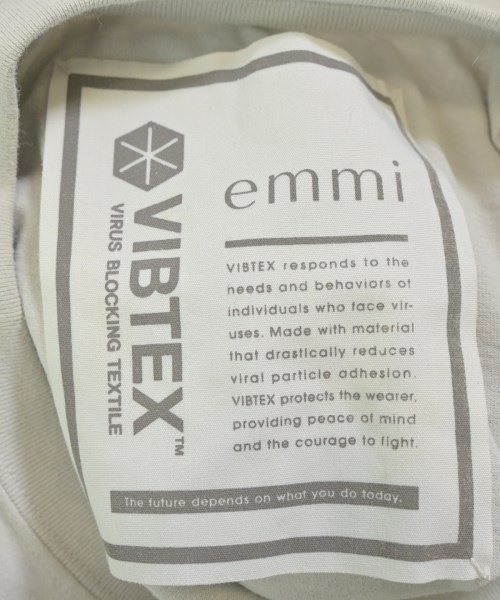 VIBTEX™
VIRUS BLOCKING TEXTILE
emmi
VIBTEX responds to the
needs and behaviors of
individuals who face vir-
uses. Made with material
that drastically reduces
viral particle adhesion.
VIBTEX protects the wearer,
providing peace of mind
and the courage to fight.
The future depends on what you do today.